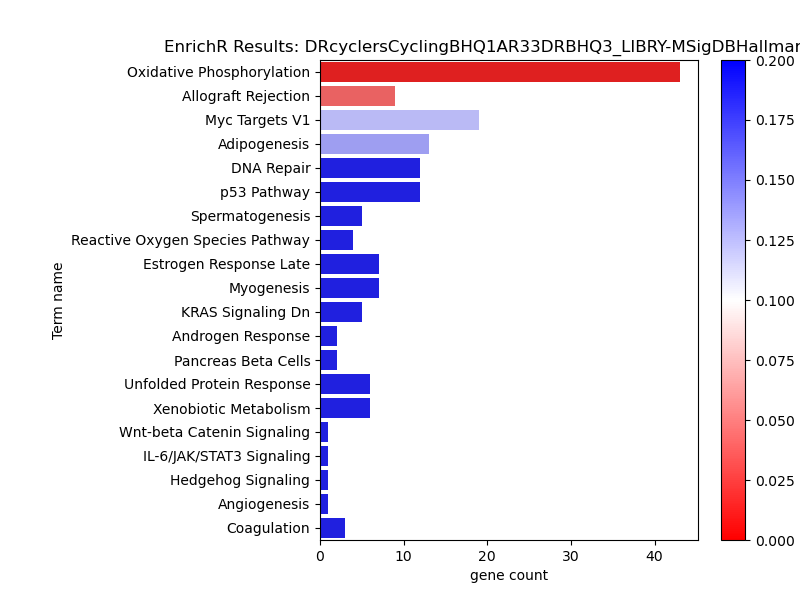 EnrichR Results: DRcyclersCyclingBHQ1AR33DRBHQ3_LIBRY-MSigDBHallmar
Oxidative Phosphorylation
Allograft Rejection
Myc Targets V1
Adipogenesis
DNA Repair
p53 Pathway
Spermatogenesis
Reactive Oxygen Species Pathway
Estrogen Response Late
Myogenesis
KRAS Signaling Dn
Androgen Response
Pancreas Beta Cells
Unfolded Protein Response
Xenobiotic Metabolism
Wnt-beta Catenin Signaling
IL-6/JAK/STAT3 Signaling
Hedgehog Signaling
Angiogenesis
Coagulation
Term name
0 10 20 30 40
gene count
0.200
0.175
0.150
0.125
0.100
0.075
0.050
0.025
0.000